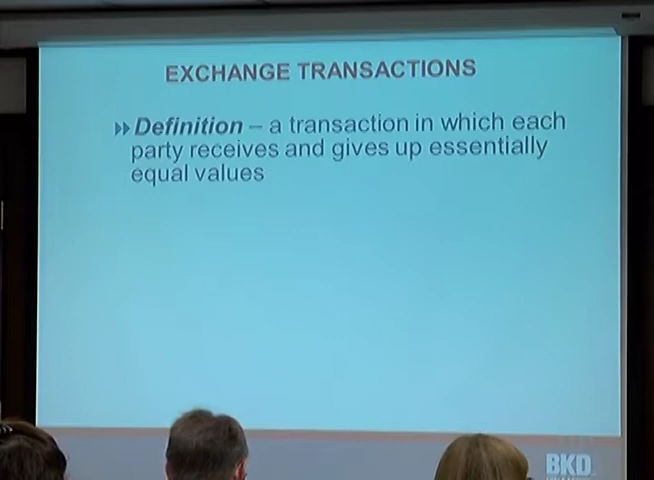 EXCHANGE TRANSACTIONS
Definition – a transaction in which each
party receives and gives up essentially
equal values
BKD